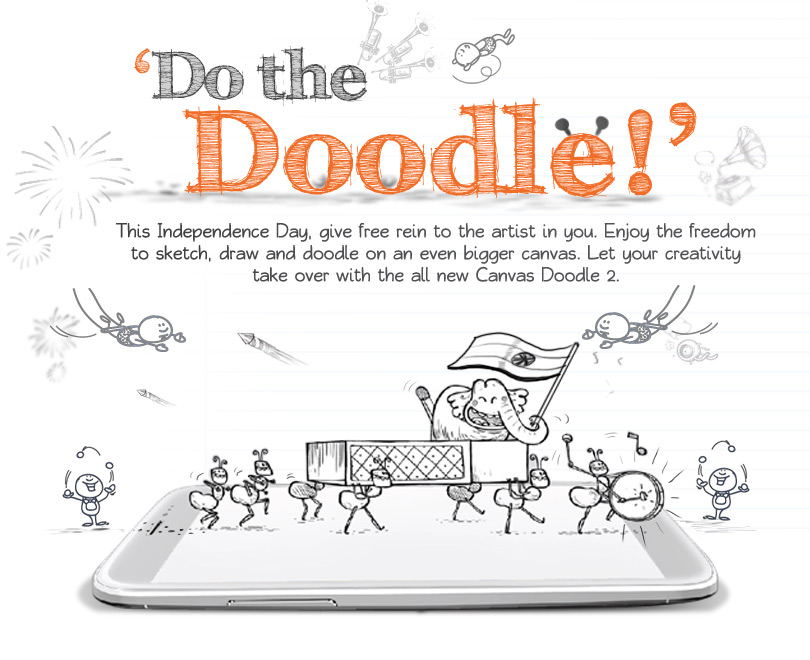 ‘Do the
Doodle!’
This Independence Day, give free rein to the artist in you. Enjoy the freedom
to sketch, draw and doodle on an even bigger canvas. Let your creativity
take over with the all new Canvas Doodle 2.